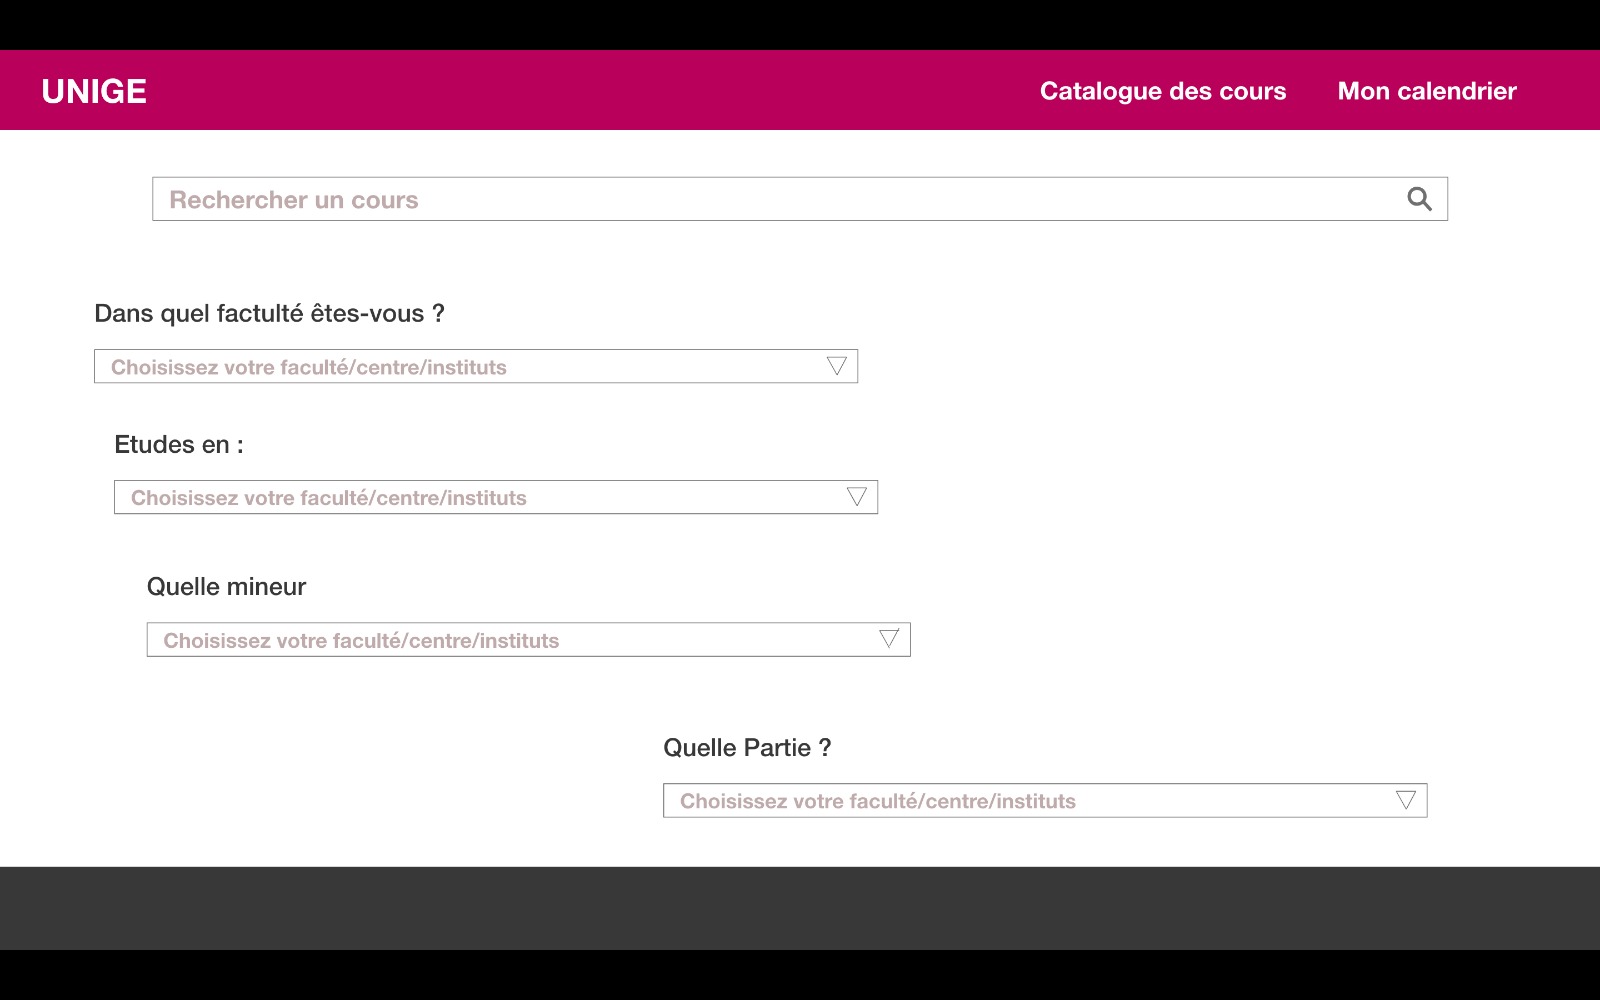 UNIGE
Catalogue des cours
Mon calendrier
Rechercher un cours
Dans quel factulté êtes-vous ?
Choisissez votre faculté/centre/instituts
Etudes en :
Choisissez votre faculté/centre/instituts
Quelle mineur
Choisissez votre faculté/centre/instituts
Quelle Partie ?
Choisissez votre faculté/centre/instituts